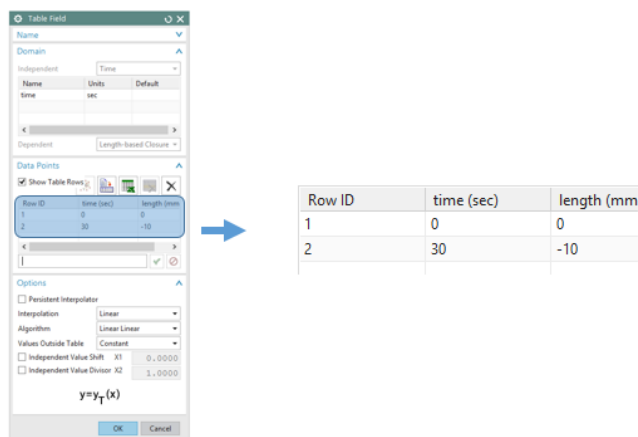 Table Field
Name
Domain
Independent Time
Name Units Default
time sec
Dependent Length-based Closure
Data Points
Show Table Rows
Row ID time (sec) length (mm
1 0 0
2 30 -10
Options
Persistent Interpolator
Interpolation Linear
Algorithm Linear Linear
Values Outside Table Constant
Independent Value Shift X1 0.0000
Independent Value Divisor X2 1.0000
y=yT(x)
OK Cancel
Row ID time (sec) length (mm
1 0 0
2 30 -10